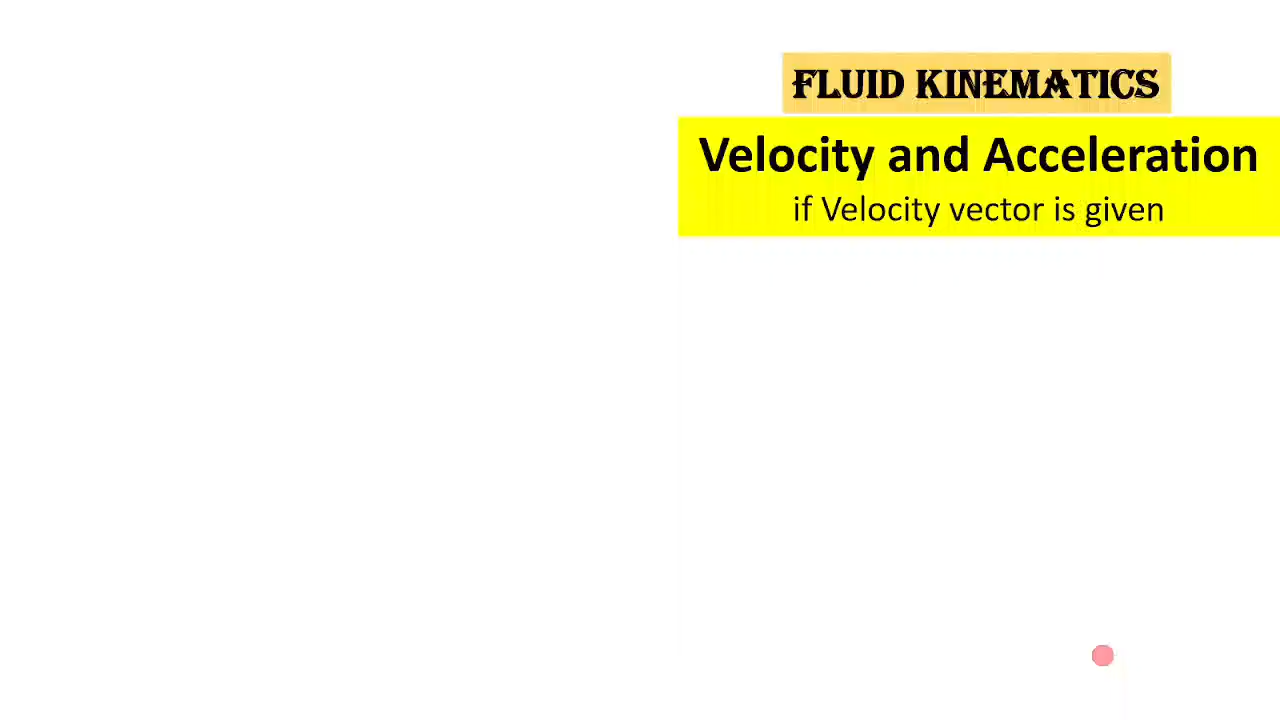 FLUID KINEMATICS
Velocity and Acceleration
if Velocity vector is given